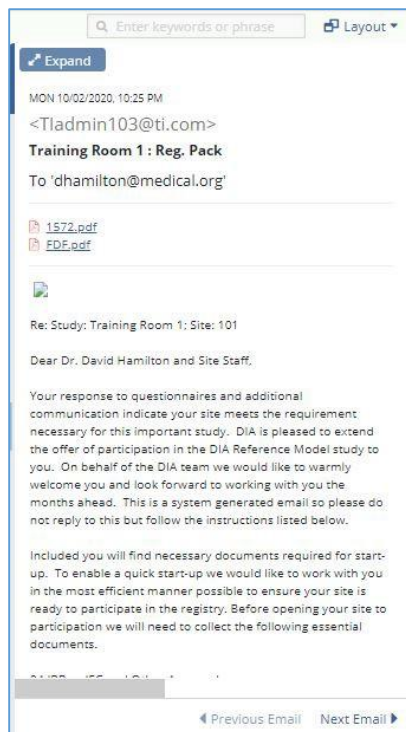 Enter keywords or phrase
Layout
Expand
MON 10/02/2020, 10:25 PM
<TIadmin103@ti.com>
Training Room 1 : Reg. Pack
To 'dhamilton@medical.org'
1572.pdf
FDF.pdf
Re: Study: Training Room 1; Site: 101
Dear Dr. David Hamilton and Site Staff,
Your response to questionnaires and additional
communication indicate your site meets the requirement
necessary for this important study. DIA is pleased to extend
the offer of participation in the DIA Reference Model study to
you. On behalf of the DIA team we would like to warmly
welcome you and look forward to working with you the
months ahead. This is a system generated email so please do
not reply to this but follow the instructions listed below.
Included you will find necessary documents required for start-
up. To enable a quick start-up we would like to work with you
in the most efficient manner possible to ensure your site is
ready to participate in the registry. Before opening your site to
participation we will need to collect the following essential
documents.
Previous Email Next Email